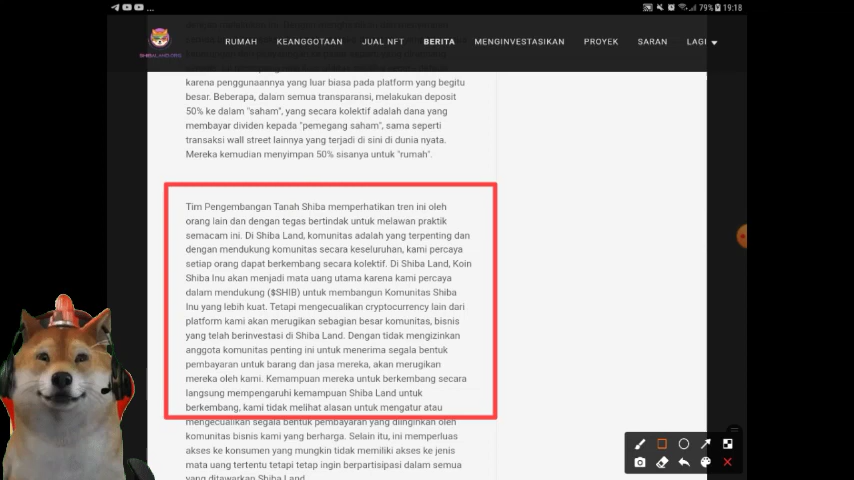 79% 19:18
SHIBALAND.ORG
RUMAH KEANGGOTAAN JUAL NFT BERITA MENGINVESTASIKAN PROYEK SARAN LAGI
karena penggunaannya yang luar biasa pada platform yang begitu
besar. Beberapa, dalam semua transparansi, melakukan deposit
50% ke dalam "saham", yang secara kolektif adalah dana yang
membayar dividen kepada "pemegang saham", sama seperti
transaksi wall street lainnya yang terjadi di sini di dunia nyata.
Mereka kemudian menyimpan 50% sisanya untuk "rumah".
Tim Pengembangan Tanah Shiba memperhatikan tren ini oleh
orang lain dan dengan tegas bertindak untuk melawan praktik
semacam ini. Di Shiba Land, komunitas adalah yang terpenting dan
dengan mendukung komunitas secara keseluruhan, kami percaya
setiap orang dapat berkembang secara kolektif. Di Shiba Land, Koin
Shiba Inu akan menjadi mata uang utama karena kami percaya
dalam mendukung ($SHIB) untuk membangun Komunitas Shiba
Inu yang lebih kuat. Tetapi mengecualikan cryptocurrency lain dari
platform kami akan merugikan sebagian besar komunitas, bisnis
yang telah berinvestasi di Shiba Land. Dengan tidak mengizinkan
anggota komunitas penting ini untuk menerima segala bentuk
pembayaran untuk barang dan jasa mereka, akan merugikan
mereka oleh kami. Kemampuan mereka untuk berkembang secara
langsung mempengaruhi kemampuan Shiba Land untuk
berkembang, kami tidak melihat alasan untuk mengatur atau
mengecualikan segala bentuk pembayaran yang diinginkan oleh
komunitas bisnis kami yang berharga. Selain itu, ini memperluas
akses ke konsumen yang mungkin tidak memiliki akses ke jenis
mata uang tertentu tetapi tetap ingin berpartisipasi dalam semua
yang ditawarkan Shiba Land.